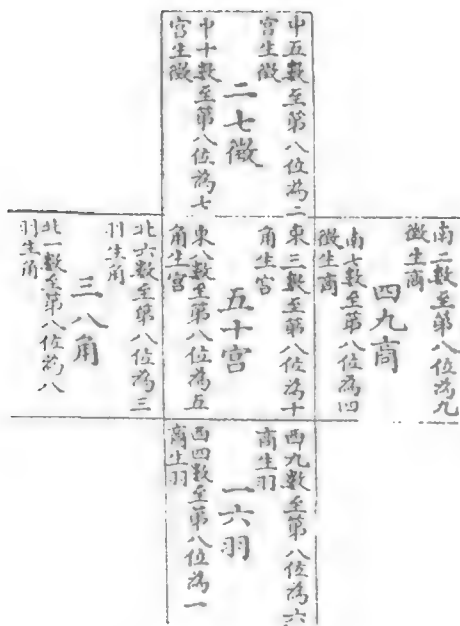 中五數至第八位為二
宮生徵
二七徵
中十數至第八位為七
宮生徵
南二數至第八位為九
徵生商
四九商
南七數至第八位為四
徵生商
東三數至第八位為十
角生宮
五十宮
東八數至第八位為五
角生宮
北六數至第八位為三
羽生角
三八角
北一數至第八位為八
羽生角
西九數至第八位為六
商生羽
一六羽
西四數至第八位為一
商生羽